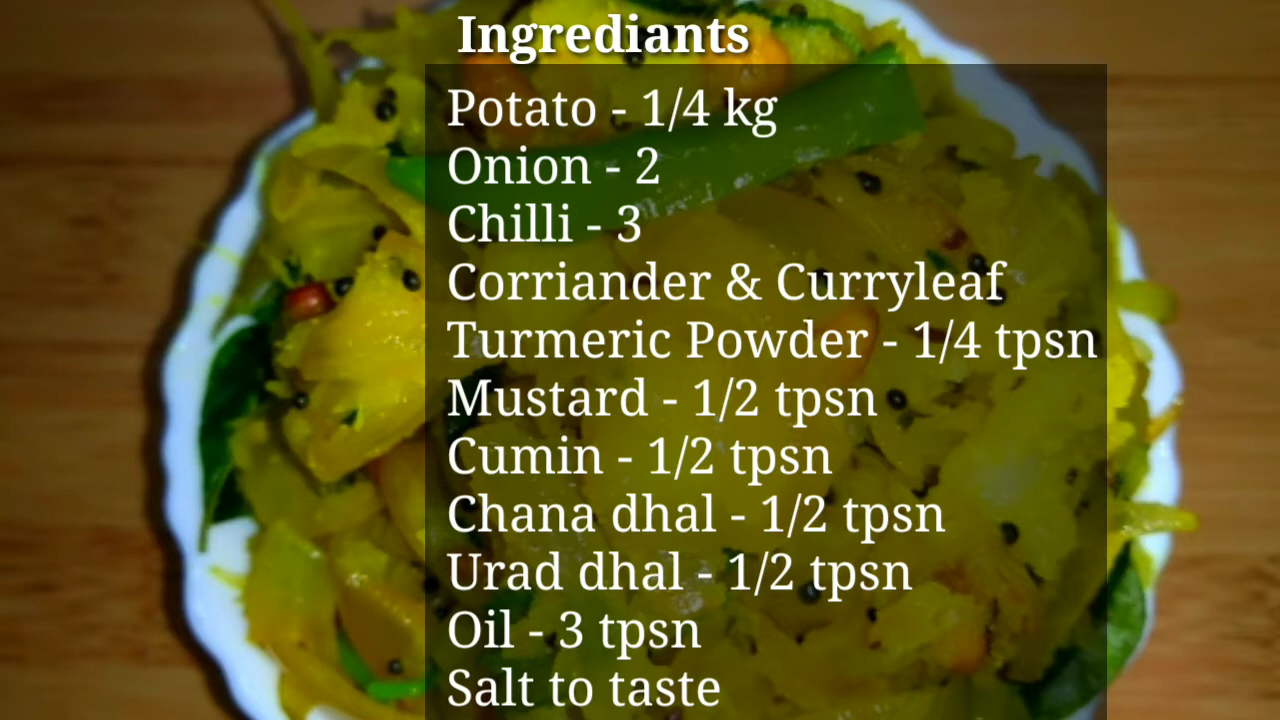 Ingrediants
Potato - 1/4 kg
Onion - 2
Chilli - 3
Corriander & Curryleaf
Turmeric Powder - 1/4 tpsn
Mustard - 1/2 tpsn
Cumin - 1/2 tpsn
Chana dhal - 1/2 tpsn
Urad dhal - 1/2 tpsn
Oil - 3 tpsn
Salt to taste